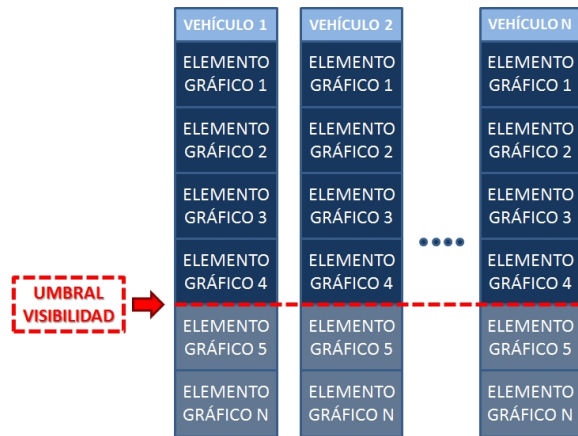 VEHÍCULO 1
ELEMENTO
GRÁFICO 1
ELEMENTO
GRÁFICO 2
ELEMENTO
GRÁFICO 3
ELEMENTO
GRÁFICO 4
ELEMENTO
GRÁFICO 5
ELEMENTO
GRÁFICO N
VEHÍCULO 2
ELEMENTO
GRÁFICO 1
ELEMENTO
GRÁFICO 2
ELEMENTO
GRÁFICO 3
ELEMENTO
GRÁFICO 4
ELEMENTO
GRÁFICO 5
ELEMENTO
GRÁFICO N
VEHÍCULO N
ELEMENTO
GRÁFICO 1
ELEMENTO
GRÁFICO 2
ELEMENTO
GRÁFICO 3
ELEMENTO
GRÁFICO 4
ELEMENTO
GRÁFICO 5
ELEMENTO
GRÁFICO N
UMBRAL
VISIBILIDAD